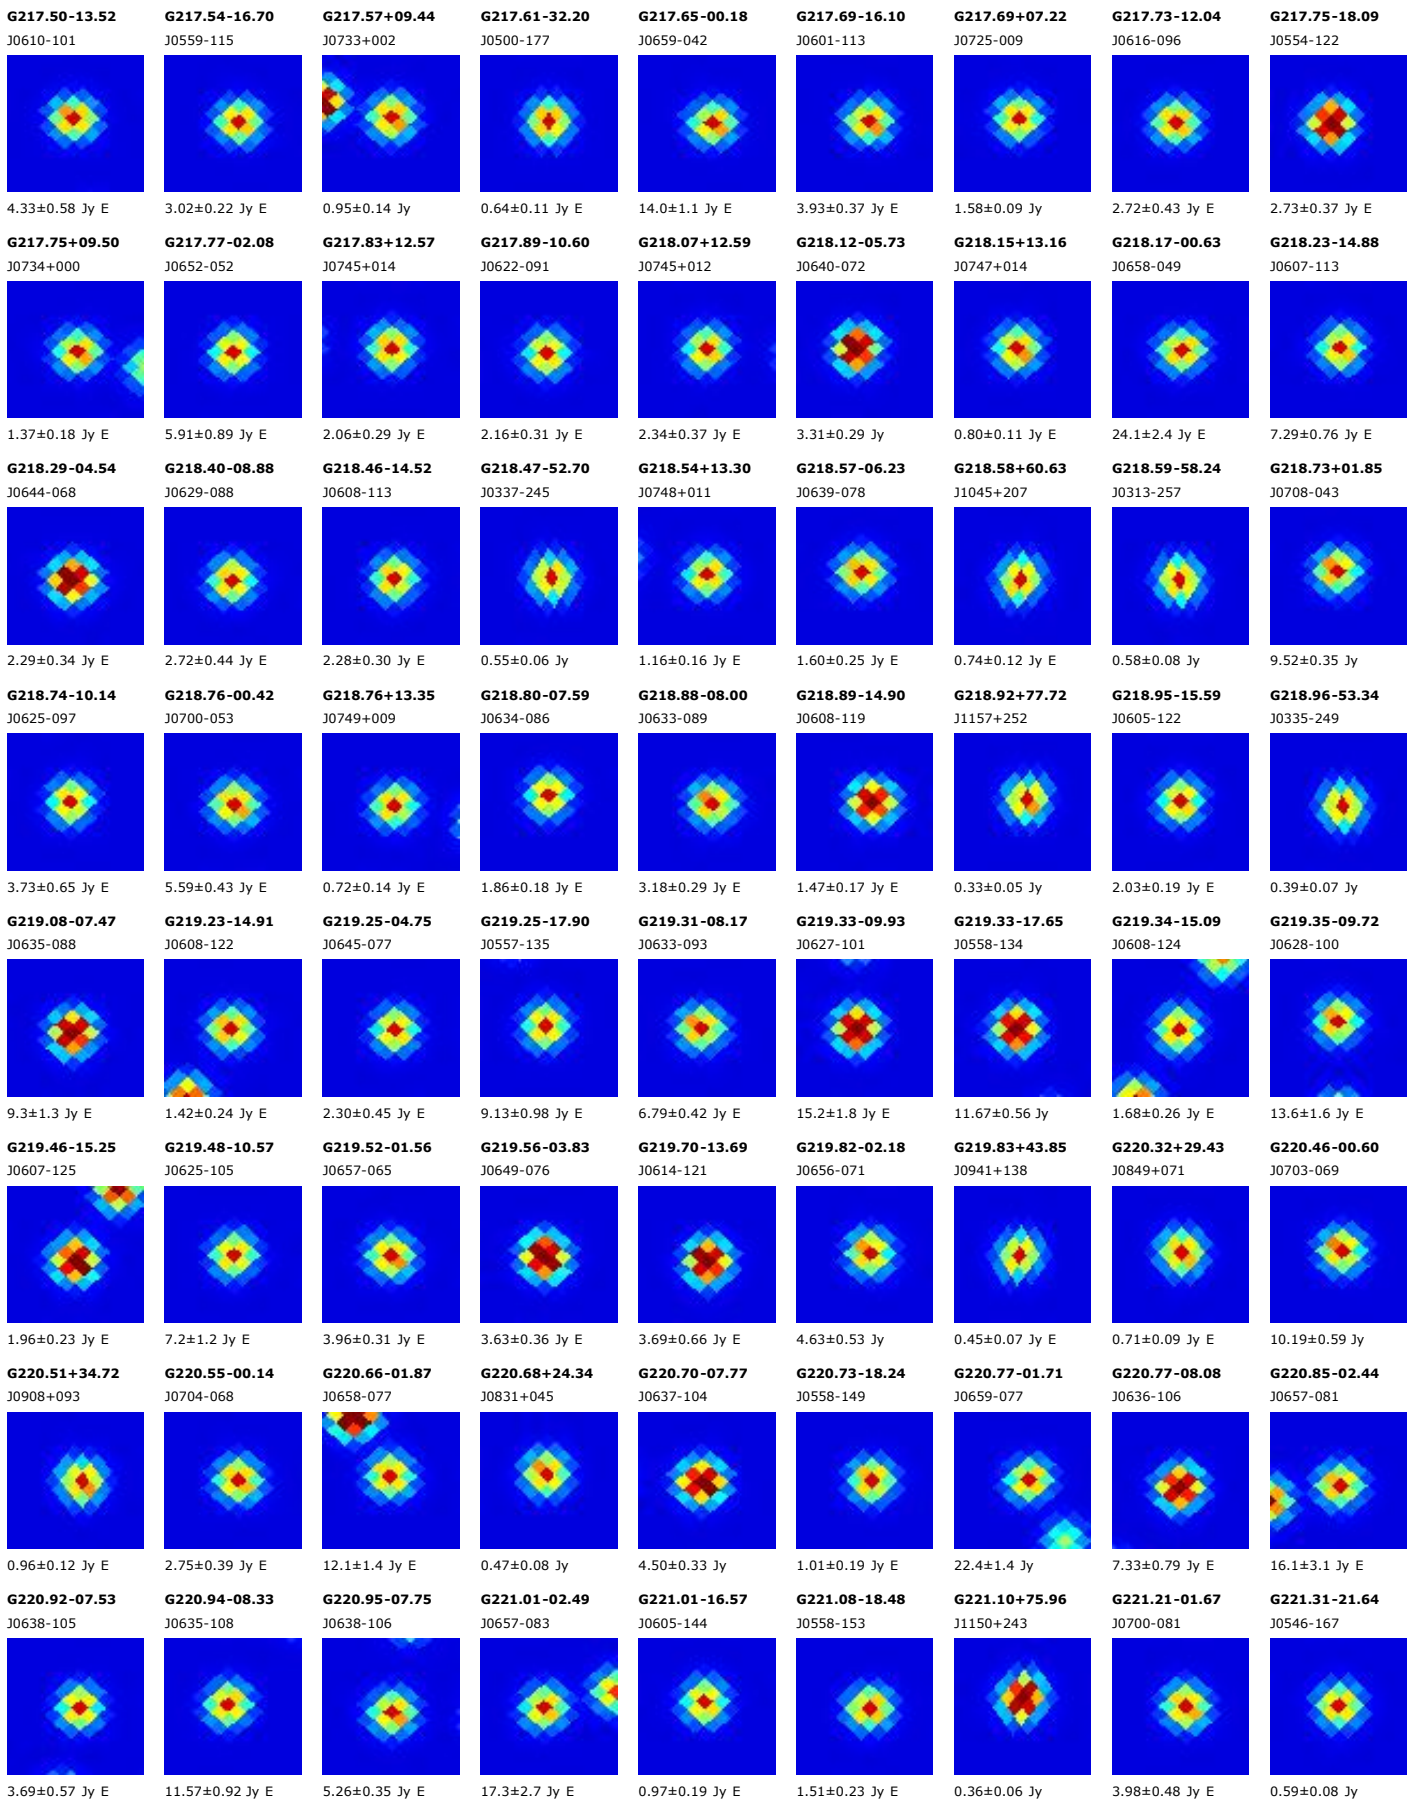 G217.50-13.52 G217.54-16.70 G217.57+09.44 G217.61-32.20 G217.65-00.18 G217.69-16.10 G217.69+07.22 G217.73-12.04 G217.75-18.09
J0610-101 J0559-115 J0733+002 J0500-177 J0659-042 J0601-113 J0725-009 J0616-096 J0554-122
4.33±0.58 Jy E 3.02±0.22 Jy E 0.95±0.14 Jy 0.64±0.11 Jy E 14.0±1.1 Jy E 3.93±0.37 Jy E 1.58±0.09 Jy 2.72±0.43 Jy E 2.73±0.37 Jy E
G217.75+09.50 G217.77-02.08 G217.83+12.57 G217.89-10.60 G218.07+12.59 G218.12-05.73 G218.15+13.16 G218.17-00.63 G218.23-14.88
J0734+000 J0652-052 J0745+014 J0622-091 J0745+012 J0640-072 J0747+014 J0658-049 J0607-113
1.37±0.18 Jy E 5.91±0.89 Jy E 2.06±0.29 Jy E 2.16±0.31 Jy E 2.34±0.37 Jy E 3.31±0.29 Jy 0.80±0.11 Jy E 24.1±2.4 Jy E 7.29±0.76 Jy E
G218.29-04.54 G218.40-08.88 G218.46-14.52 G218.47-52.70 G218.54+13.30 G218.57-06.23 G218.58+60.63 G218.59-58.24 G218.73+01.85
J0644-068 J0629-088 J0608-113 J0337-245 J0748+011 J0639-078 J1045+207 J0313-257 J0708-043
2.29±0.34 Jy E 2.72±0.44 Jy E 2.28±0.30 Jy E 0.55±0.06 Jy 1.16±0.16 Jy E 1.60±0.25 Jy E 0.74±0.12 Jy E 0.58±0.08 Jy 9.52±0.35 Jy
G218.74-10.14 G218.76-00.42 G218.76+13.35 G218.80-07.59 G218.88-08.00 G218.89-14.90 G218.92+77.72 G218.95-15.59 G218.96-53.34
J0625-097 J0700-053 J0749+009 J0634-086 J0633-089 J0608-119 J1157+252 J0605-122 J0335-249
3.73±0.65 Jy E 5.59±0.43 Jy E 0.72±0.14 Jy E 1.86±0.18 Jy E 3.18±0.29 Jy E 1.47±0.17 Jy E 0.33±0.05 Jy 2.03±0.19 Jy E 0.39±0.07 Jy
G219.08-07.47 G219.23-14.91 G219.25-04.75 G219.25-17.90 G219.31-08.17 G219.33-09.93 G219.33-17.65 G219.34-15.09 G219.35-09.72
J0635-088 J0608-122 J0645-077 J0557-135 J0633-093 J0627-101 J0558-134 J0608-124 J0628-100
9.3±1.3 Jy E 1.42±0.24 Jy E 2.30±0.45 Jy E 9.13±0.98 Jy E 6.79±0.42 Jy E 15.2±1.8 Jy E 11.67±0.56 Jy 1.68±0.26 Jy E 13.6±1.6 Jy E
G219.46-15.25 G219.48-10.57 G219.52-01.56 G219.56-03.83 G219.70-13.69 G219.82-02.18 G219.83+43.85 G220.32+29.43 G220.46-00.60
J0607-125 J0625-105 J0657-065 J0649-076 J0614-121 J0656-071 J0941+138 J0849+071 J0703-069
1.96±0.23 Jy E 7.2±1.2 Jy E 3.96±0.31 Jy E 3.63±0.36 Jy E 3.69±0.66 Jy E 4.63±0.53 Jy 0.45±0.07 Jy E 0.71±0.09 Jy E 10.19±0.59 Jy
G220.51+34.72 G220.55-00.14 G220.66-01.87 G220.68+24.34 G220.70-07.77 G220.73-18.24 G220.77-01.71 G220.77-08.08 G220.85-02.44
J0908+093 J0704-068 J0658-077 J0831+045 J0637-104 J0558-149 J0659-077 J0636-106 J0657-081
0.96±0.12 Jy E 2.75±0.39 Jy E 12.1±1.4 Jy E 0.47±0.08 Jy 4.50±0.33 Jy 1.01±0.19 Jy E 22.4±1.4 Jy 7.33±0.79 Jy E 16.1±3.1 Jy E
G220.92-07.53 G220.94-08.33 G220.95-07.75 G221.01-02.49 G221.01-16.57 G221.08-18.48 G221.10+75.96 G221.21-01.67 G221.31-21.64
J0638-105 J0635-108 J0638-106 J0657-083 J0605-144 J0558-153 J1150+243 J0700-081 J0546-167
3.69±0.57 Jy E 11.57±0.92 Jy E 5.26±0.35 Jy E 17.3±2.7 Jy E 0.97±0.19 Jy E 1.51±0.23 Jy E 0.36±0.06 Jy 3.98±0.48 Jy E 0.59±0.08 Jy